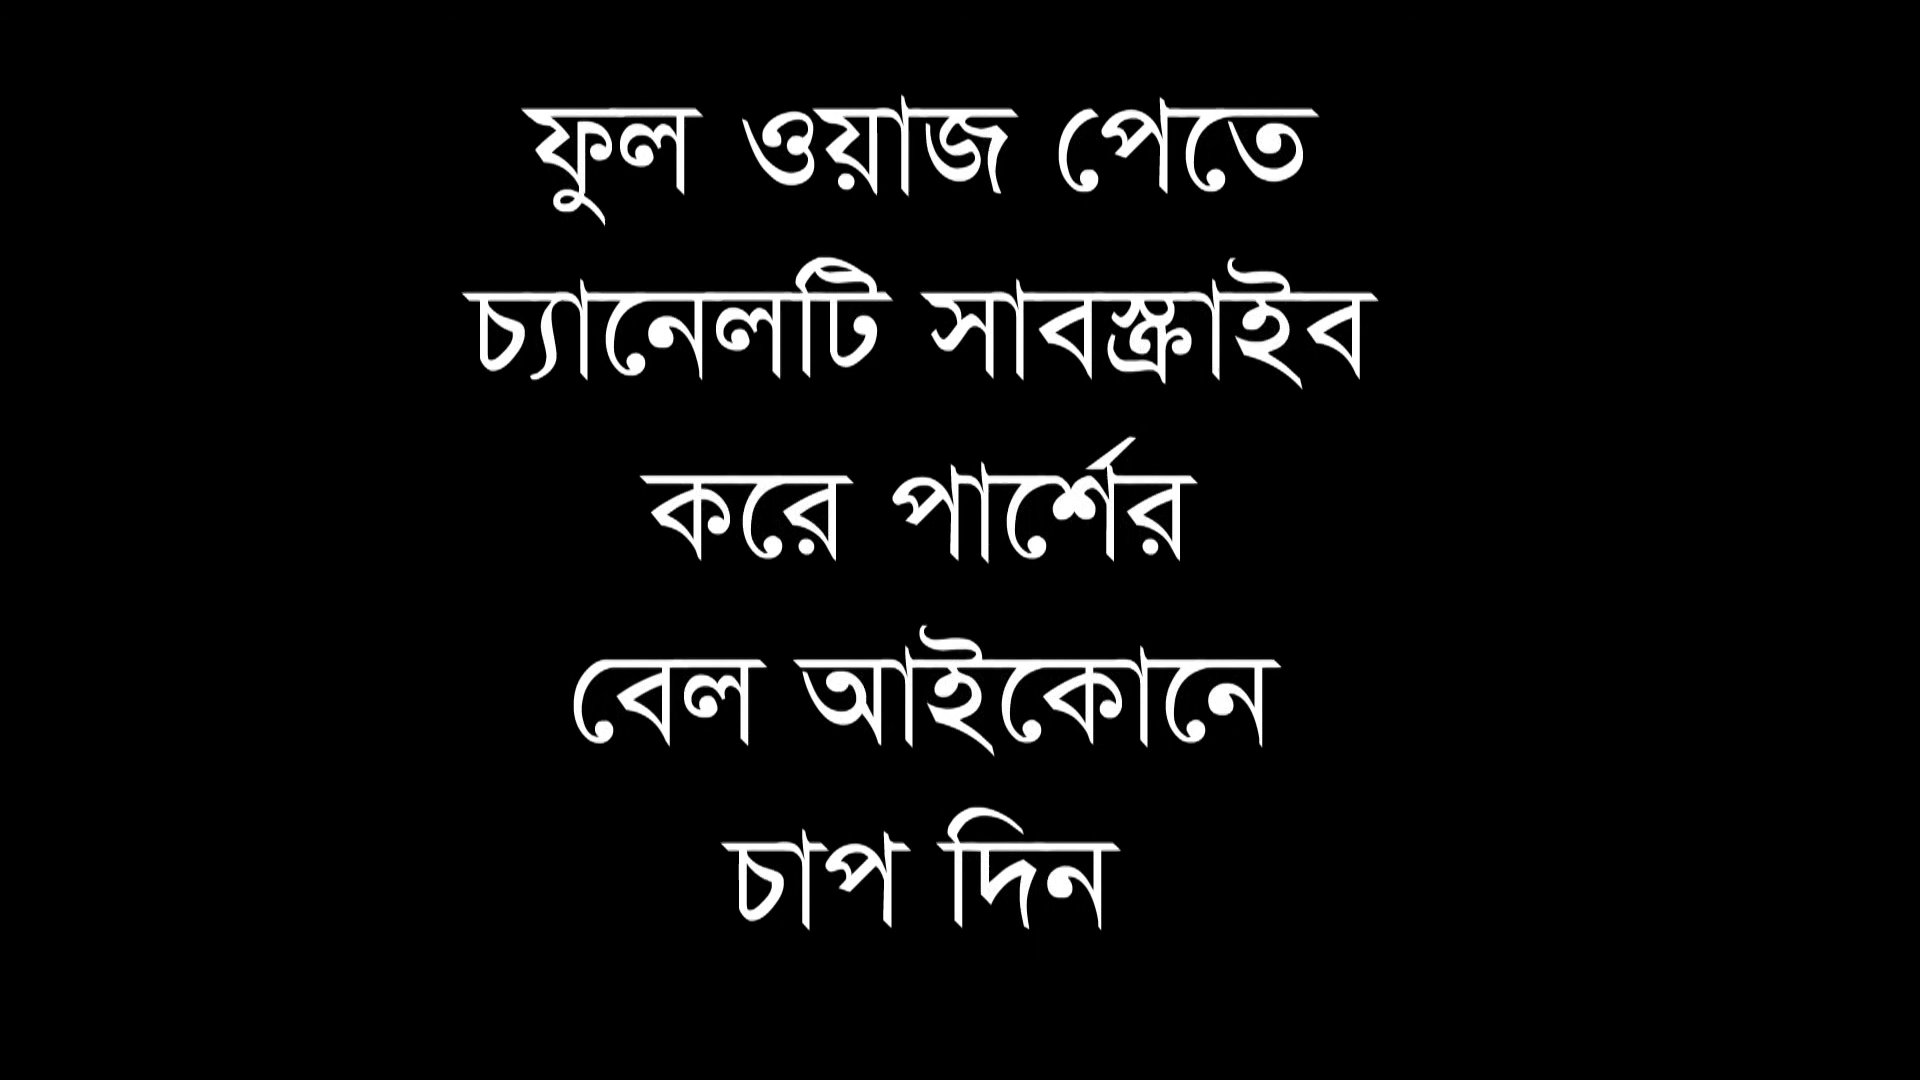 ফুল ওয়াজ পেতে
চ্যানেলটি সাবস্ক্রাইব
করে পার্শের
বেল আইকোনে
চাপ দিন